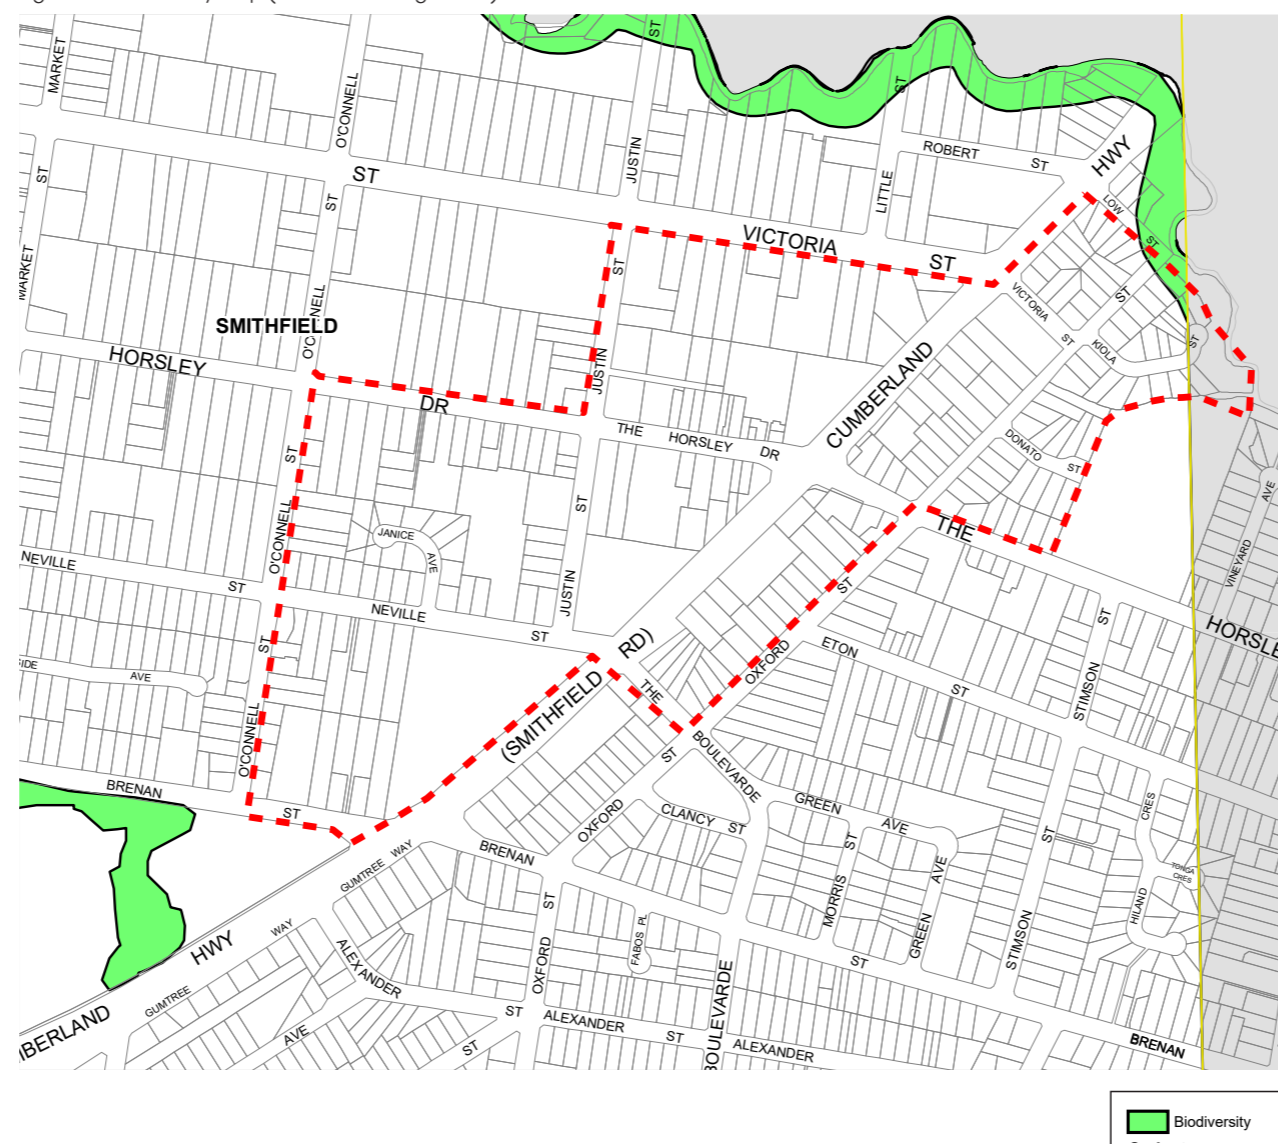 MARKET
O'CONNELL
ST
JUSTIN
ST
ROBERT ST
HWY
ST
ST
ST
LITTLE
LOW
ST
VICTORIA
ST
MARKET
ST
O'CONNELL
SMITHFIELD
HORSLEY
DR
JUSTIN
THE HORSLEY DR
CUMBERLAND
VICTORIA
ST
ST
KIOLA
ST
DONATO
ST
THE
HORSLE
AVE
VINEYARD
ST
O'CONNELL
JANICE
AVE
ST
JUSTIN
NEVILLE
ST
NEVILLE
ST
ST
OXFORD
ETON
ST
ST
STIMSON
SIDE
AVE
O'CONNELL
RD)
(SMITHFIELD
THE
BOULEVARDE
ST
OXFORD
CLANCY ST
GREEN
AVE
BRENAN
ST
GUMTREE WAY
BRENAN
ST
MORRIS
AVE
GREEN
ST
STIMSON
CRES
TONGA
CRES
HILAND
HWY
WAY
GUMTREE
ALEXANDER
ST
OXFORD
FABOS PL
ST
MBERLAND
AVE
ST
ST
ALEXANDER
ST
BOULEVARDE
ALEXANDER
BRENAN
Biodiversity